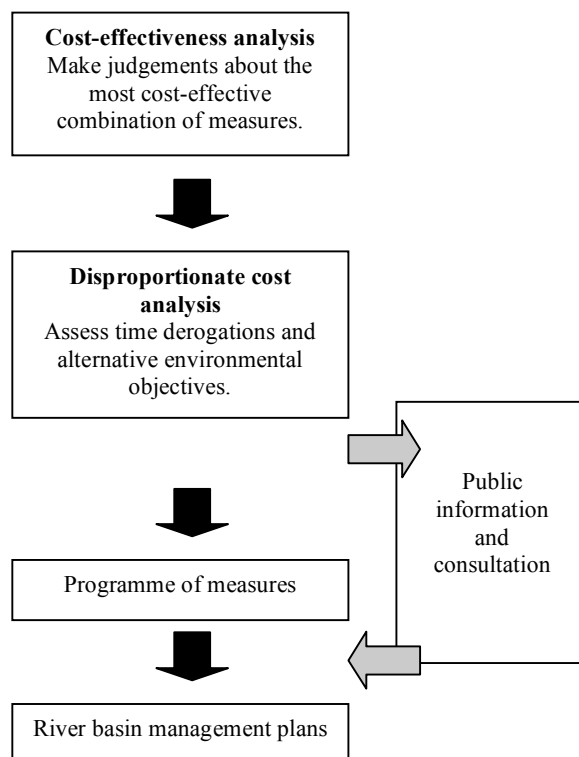 Cost-effectiveness analysis
Make judgements about the
most cost-effective
combination of measures.
Disproportionate cost
analysis
Assess time derogations and
alternative environmental
objectives.
Public
information
and
consultation
Programme of measures
River basin management plans